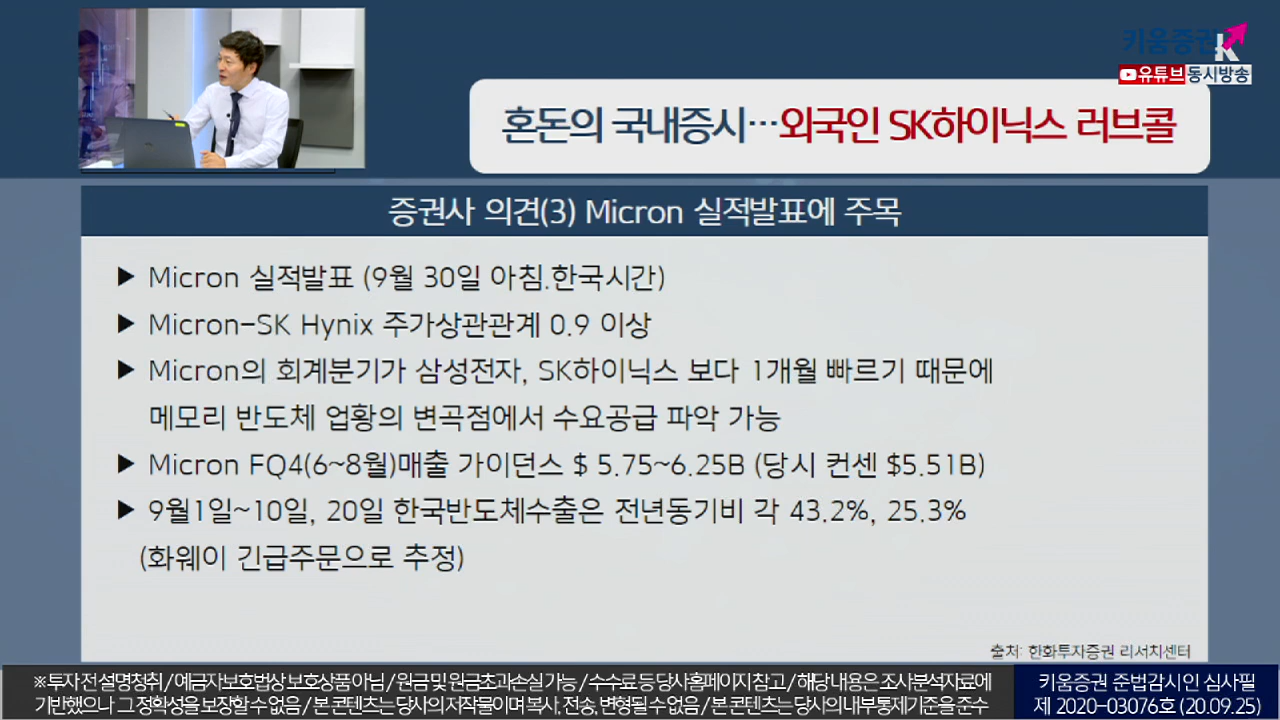 키움증권
유튜브동시방송
혼돈의 국내증시…외국인 SK하이닉스 러브콜
증권사 의견(3) Micron 실적발표에 주목
▶ Micron 실적발표 (9월 30일 아침.한국시간)
▶ Micron-SK Hynix 주가상관관계 0.9 이상
▶ Micron의 회계분기가 삼성전자, SK하이닉스 보다 1개월 빠르기 때문에
메모리 반도체 업황의 변곡점에서 수요공급 파악 가능
▶ Micron FQ4(6~8월)매출 가이던스 $ 5.75~6.25B (당시 컨센 $5.51B)
▶ 9월1일~10일, 20일 한국반도체수출은 전년동기비 각 43.2%, 25.3%
(화웨이 긴급주문으로 추정)
출처: 한화투자증권 리서치센터
※ 투자 전 설명청취 / 예금자보호법상 보호상품 아님 / 원금 및 원금초과손실 가능 / 수수료 등 당사홈페이지 참고 / 해당 내용은 조사분석자료에
기반했으나 그 정확성을 보장할 수 없음 / 본 콘텐츠는 당사의 저작물이며 복사, 전송, 변형될 수 없음 / 본 콘텐츠는 당사의 내부통제기준을 준수
키움증권 준법감시인 심사필
제 2020-03076호 (20.09.25)